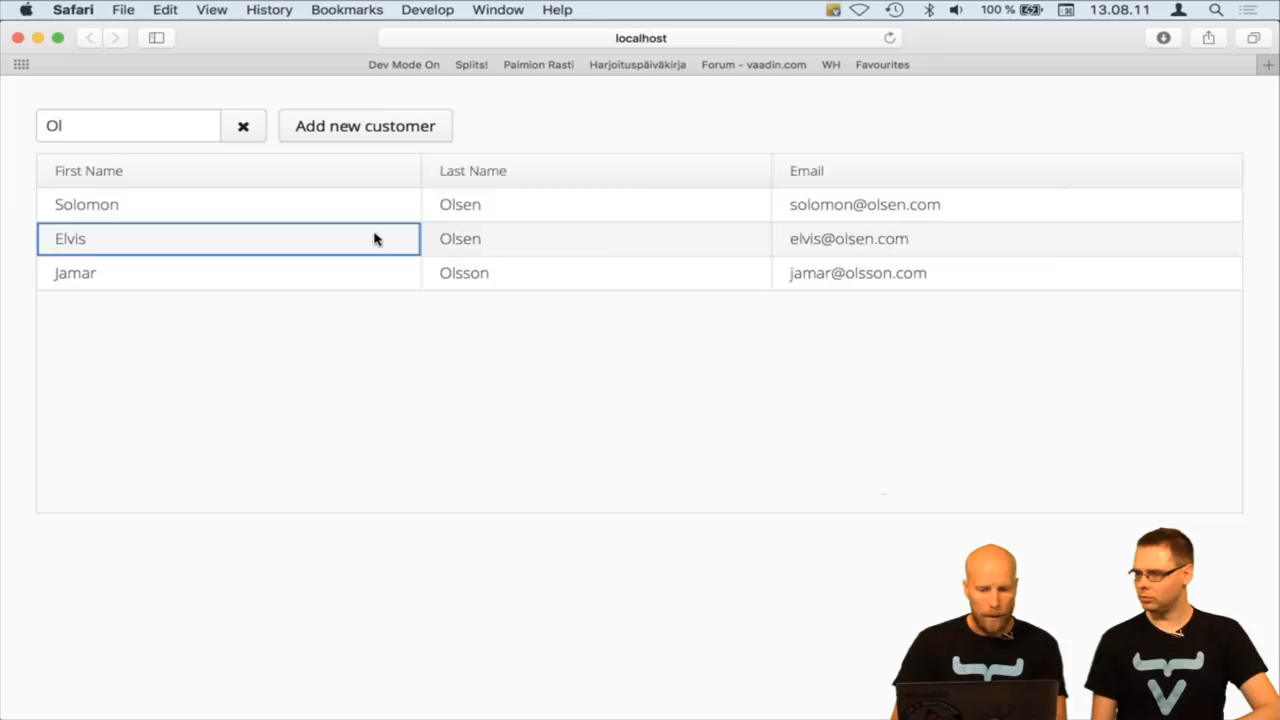 Safari File Edit View History Bookmarks Develop Window Help 100 % 13.08.11
localhost
Dev Mode On Splits! Paimion Rasti Harjoituspäiväkirja Forum - vaadin.com WH Favourites
Ol Add new customer
First Name Last Name Email
Solomon Olsen solomon@olsen.com
Elvis Olsen elvis@olsen.com
Jamar Olsson jamar@olsson.com